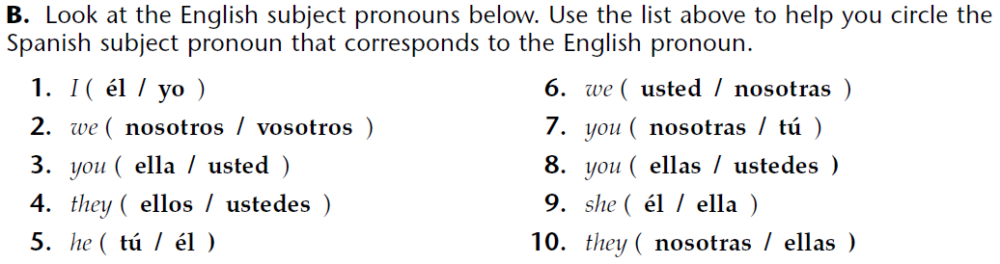 B. Look at the English subject pronouns below. Use the list above to help you circle the
Spanish subject pronoun that corresponds to the English pronoun.
1. I ( él / yo )
2. we ( nosotros / vosotros )
3. you ( ella / usted )
4. they ( ellos / ustedes )
5. he ( tú / él )
6. we ( usted / nosotras )
7. you ( nosotras / tú )
8. you ( ellas / ustedes )
9. she ( él / ella )
10. they ( nosotras / ellas )